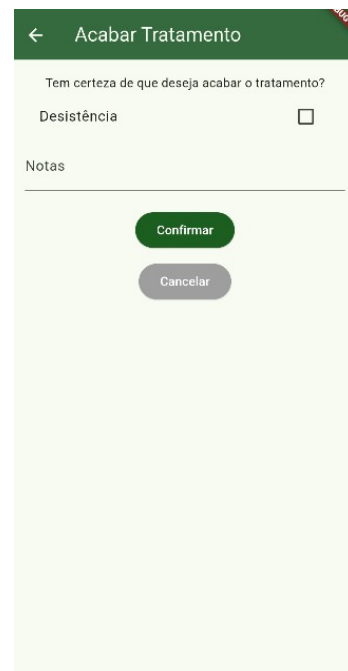 Acabar Tratamento
Tem certeza de que deseja acabar o tratamento?
Desistência
Notas
Confirmar
Cancelar